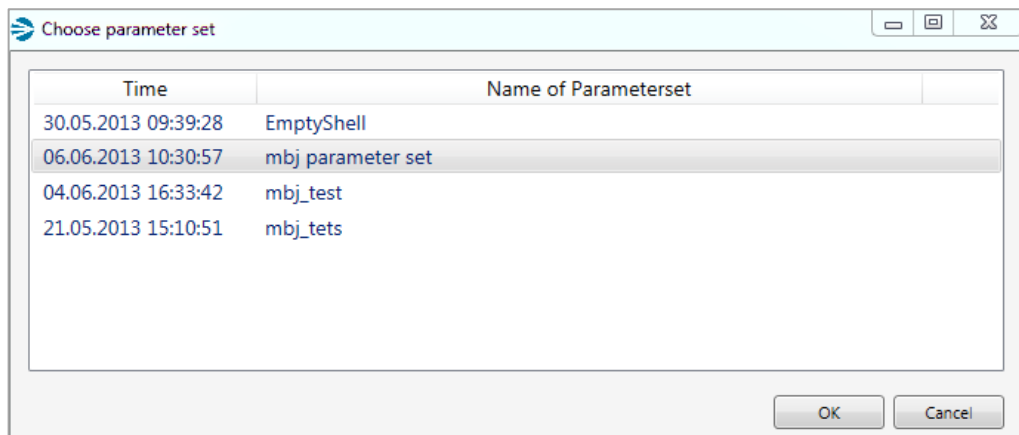 Choose parameter set
Time Name of Parameterset
30.05.2013 09:39:28 EmptyShell
06.06.2013 10:30:57 mbj parameter set
04.06.2013 16:33:42 mbj_test
21.05.2013 15:10:51 mbj_tets
OK Cancel